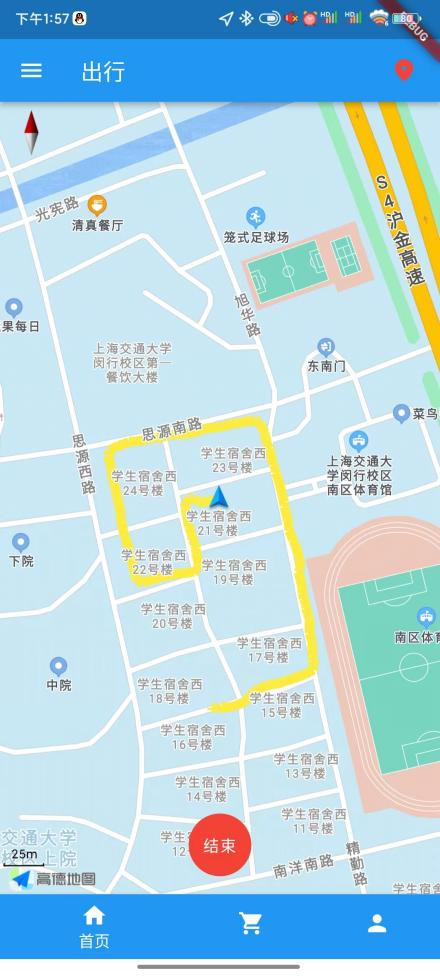 下午1:57
HD
HD
80
DEBUG
出行
S4沪金高速
光宪路
清真餐厅
笼式足球场
果每日
旭华路
上海交通大学
闵行校区第一
餐饮大楼
东南门
菜鸟
思源南路
思源西路
学生宿舍西
23号楼
上海交通大
学闵行校区
南区体育馆
学生宿舍西
24号楼
学生宿舍西
21号楼
下院
学生宿舍西
22号楼
学生宿舍西
19号楼
学生宿舍西
20号楼
南区体育
学生宿舍西
17号楼
中院
学生宿舍西
18号楼
学生宿舍西
15号楼
学生宿舍西
16号楼
学生宿舍西
13号楼
学生宿舍西
14号楼
学生宿舍西
11号楼
交通大学
上院
学生
12
结束
25m
高德地图
南洋南路
精勤路
学生宿舍西
首页